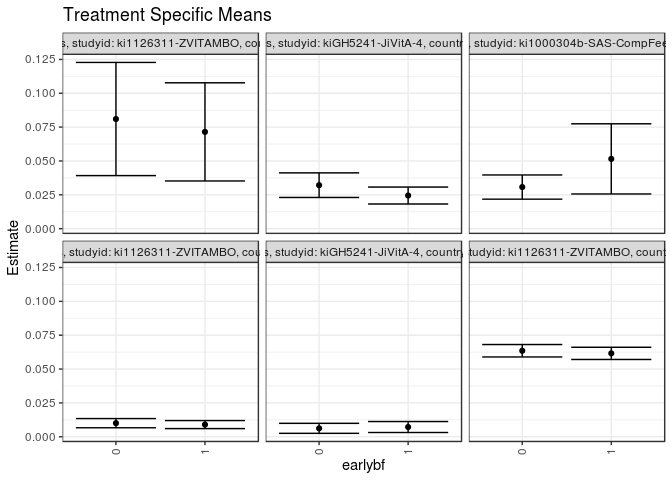 Treatment Specific Means
s, studyid: ki1126311-ZVITAMBO, cou
s, studyid: kiGH5241-JiVitA-4, countr
, studyid: ki1000304b-SAS-CompFee
0.125
0.100
0.075
0.050
0.025
0.000
, studyid: ki1126311-ZVITAMBO, cou
s, studyid: kiGH5241-JiVitA-4, country
tudyid: ki1126311-ZVITAMBO, count
0.125
0.100
0.075
0.050
0.025
0.000
Estimate
0 1 0 1 0 1
earlybf